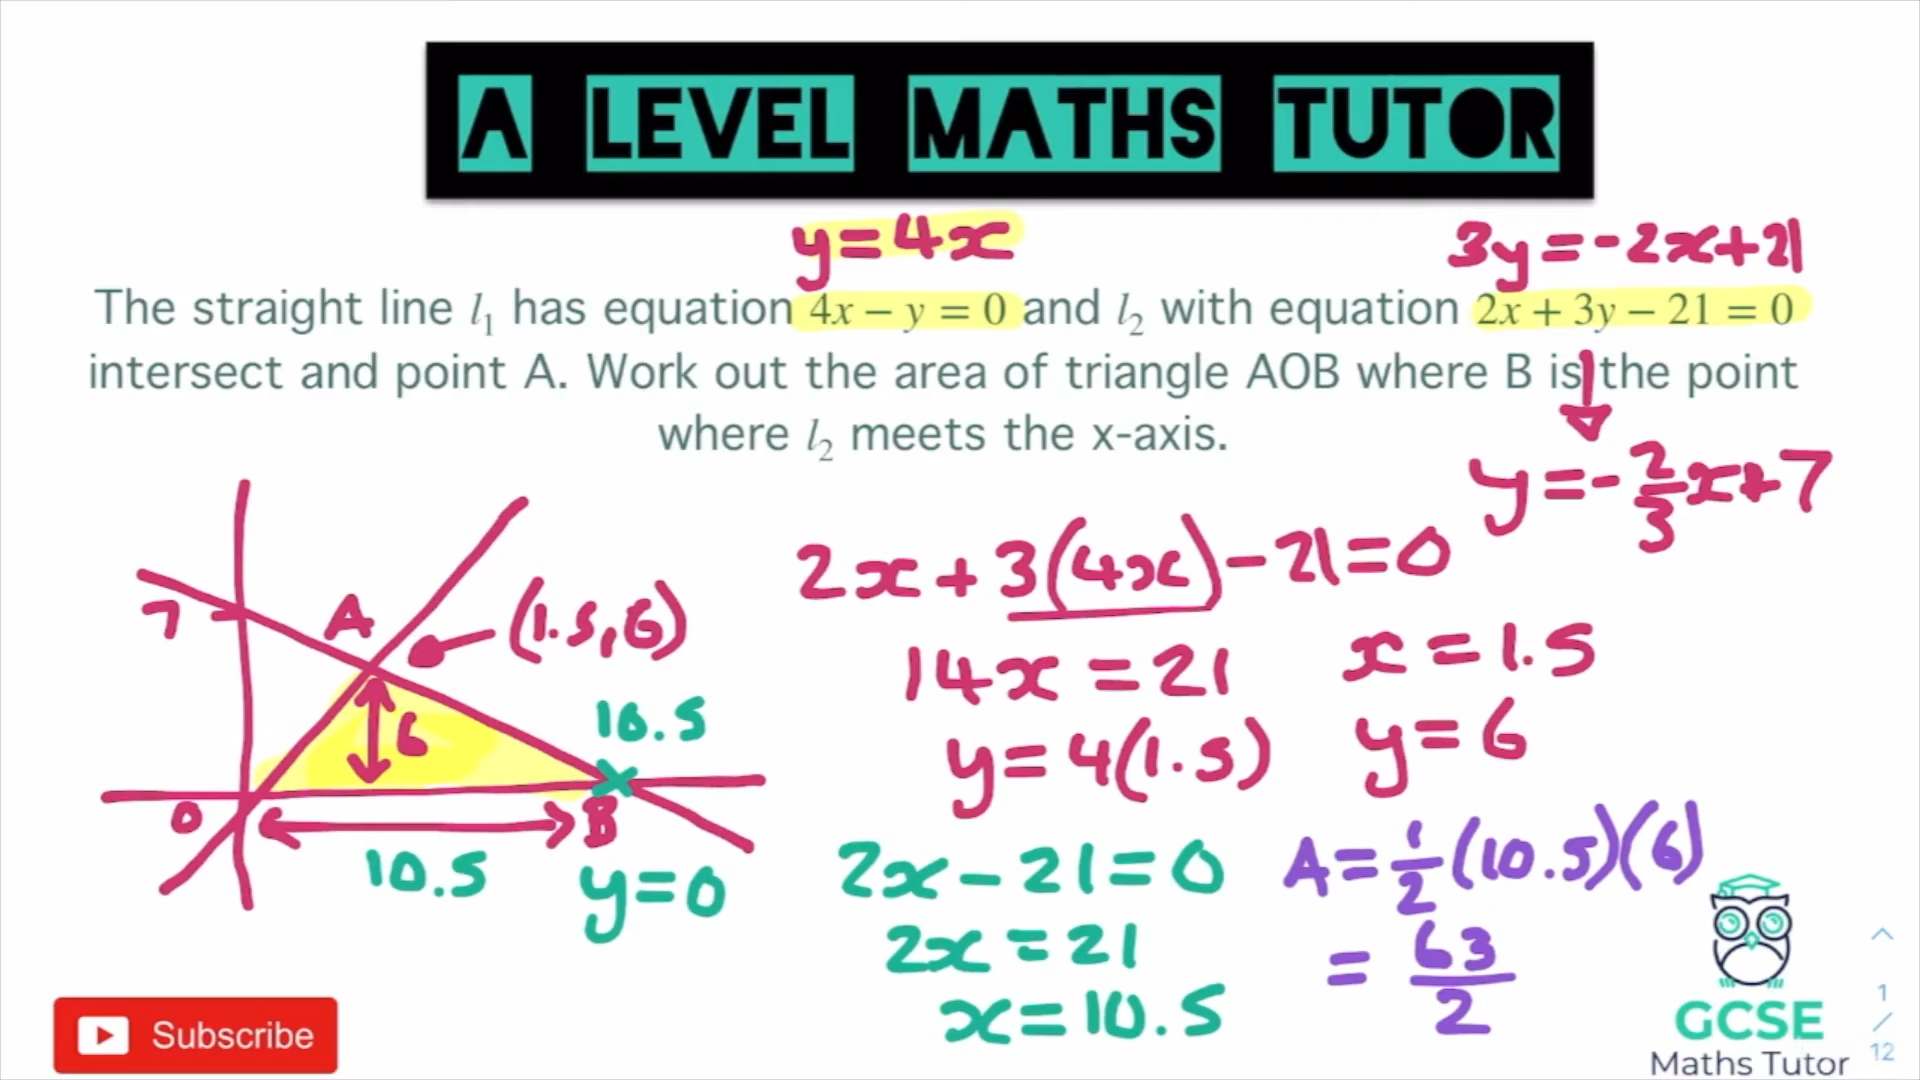 A LEVEL MATHS TUTOR
y=4x
3y=-2x+21
The straight line l₁ has equation 4x − y = 0 and l₂ with equation 2x + 3y − 21 = 0
intersect and point A. Work out the area of triangle AOB where B is the point
where l₂ meets the x-axis.
y=-2/3x+7
2x+3(4x)-21=0
7
A
(1.5,6)
14x=21
x=1.5
6
10.5
y=4(1.5)
y=6
O
B
10.5
y=0
2x-21=0
A=1/2(10.5)(6)
2x=21
=63/2
x=10.5
Subscribe
GCSE
Maths Tutor
1
/
12